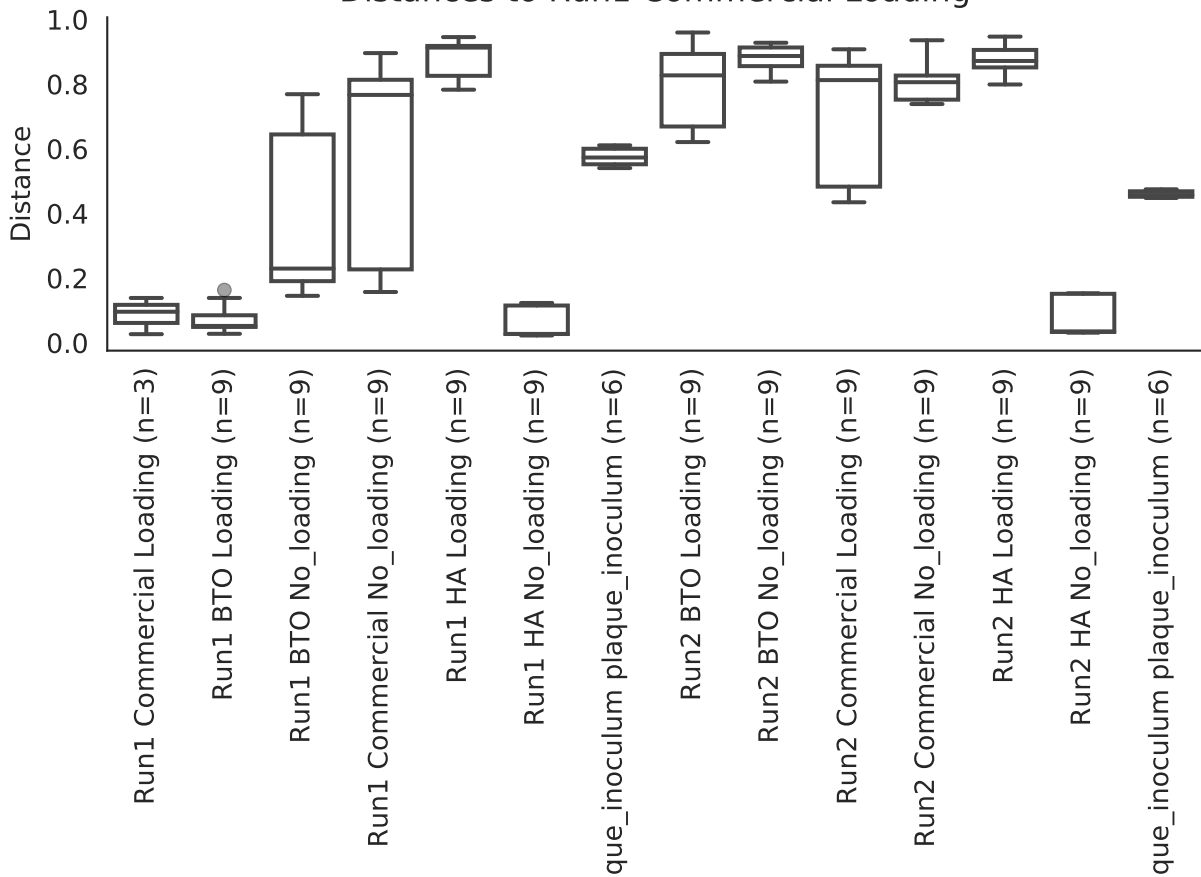 Distances to Run1 Commercial Loading
1.0
0.8
0.6
0.4
0.2
0.0
Distance
Run1 Commercial Loading (n=3)
Run1 BTO Loading (n=9)
Run1 BTO No_loading (n=9)
Run1 Commercial No_loading (n=9)
Run1 HA Loading (n=9)
Run1 HA No_loading (n=9)
que_inoculum plaque_inoculum (n=6)
Run2 BTO Loading (n=9)
Run2 BTO No_loading (n=9)
Run2 Commercial Loading (n=9)
Run2 Commercial No_loading (n=9)
Run2 HA Loading (n=9)
Run2 HA No_loading (n=9)
que_inoculum plaque_inoculum (n=6)